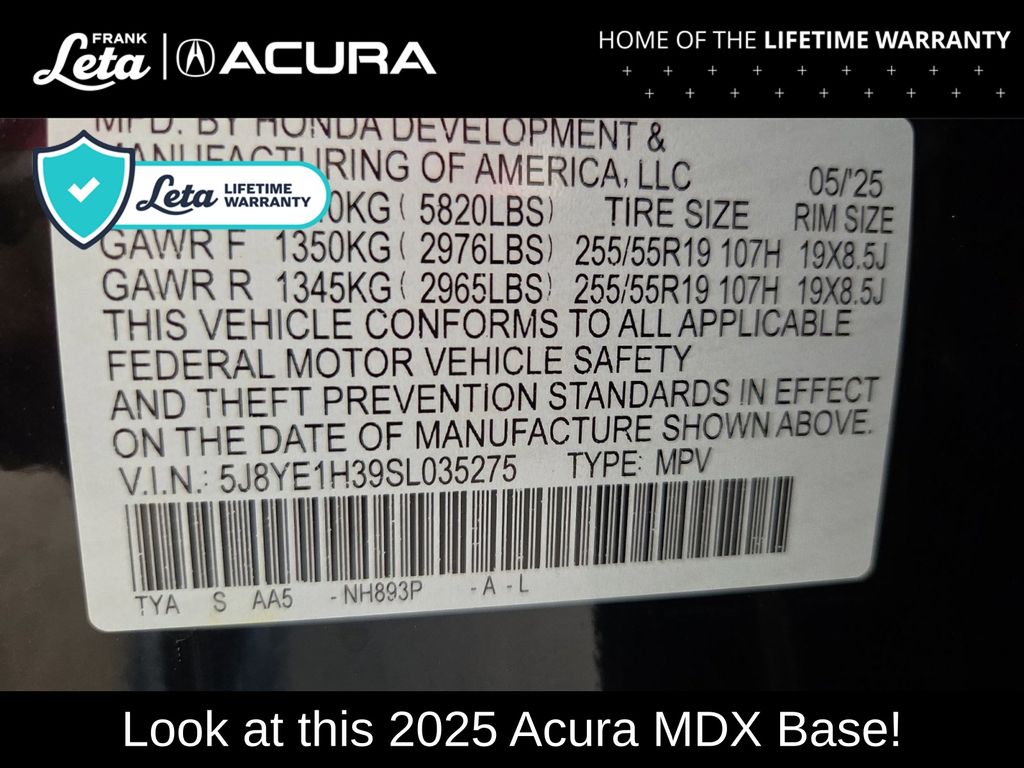 FRANK
Leta
ACURA
HOME OF THE LIFETIME WARRANTY
MFD. BY HONDA DEVELOPMENT &
MANUFACTURING OF AMERICA, LLC 05/'25
Leta LIFETIME
WARRANTY
0KG ( 5820LBS) TIRE SIZE RIM SIZE
GAWR F 1350KG ( 2976LBS) 255/55R19 107H 19X8.5J
GAWR R 1345KG ( 2965LBS) 255/55R19 107H 19X8.5J
THIS VEHICLE CONFORMS TO ALL APPLICABLE
FEDERAL MOTOR VEHICLE SAFETY
AND THEFT PREVENTION STANDARDS IN EFFECT
ON THE DATE OF MANUFACTURE SHOWN ABOVE.
V.I.N.: 5J8YE1H39SL035275 TYPE: MPV
TYA S AA5 -NH893P -A -L
Look at this 2025 Acura MDX Base!